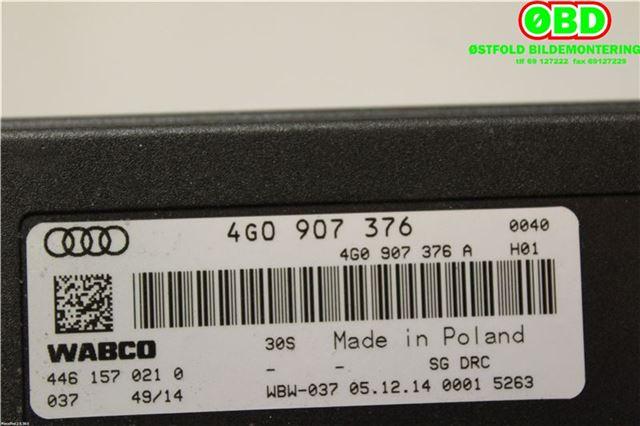 ØBD
ØSTFOLD BILDEMONTERING
tlf 69 127222 fax 69127229
4G0 907 376 0040
4G0 907 376 A H01
WABCO 30S Made in Poland
446 157 021 0 - - SG DRC
037 49/14 WBW-037 05.12.14 0001 5263